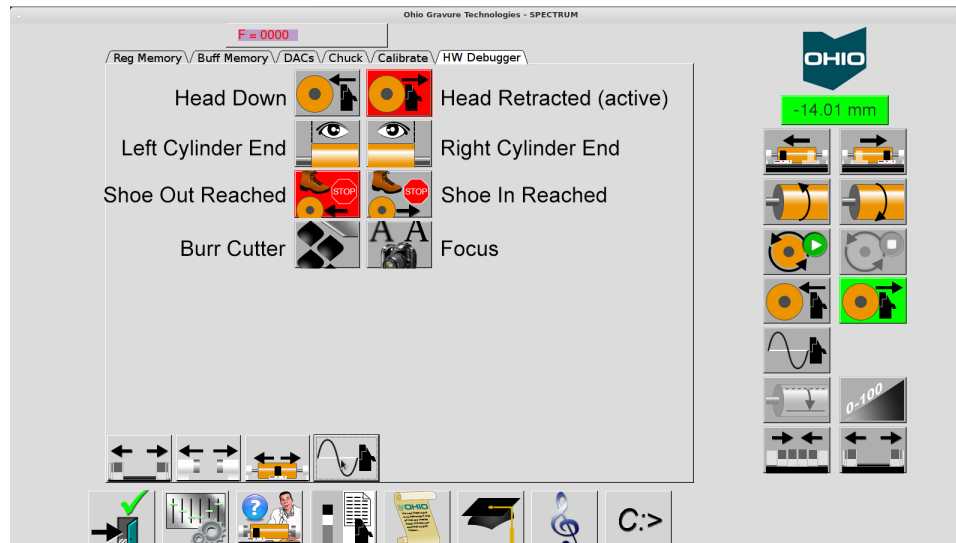 Ohio Gravure Technologies - SPECTRUM
F = 0000
Reg Memory Buff Memory DACs Chuck Calibrate HW Debugger
OHIO
-14.01 mm
Head Down Head Retracted (active)
Left Cylinder End Right Cylinder End
Shoe Out Reached STOP STOP Shoe In Reached
Burr Cutter A A Focus
0-100
? OHIO C:>